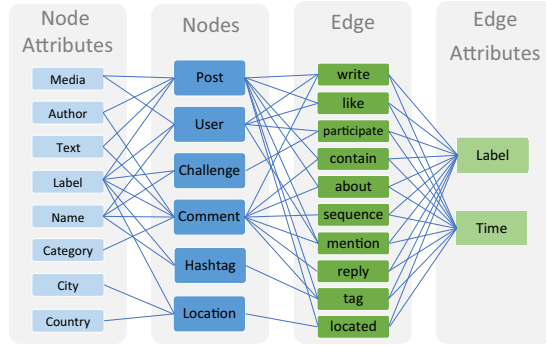 Node
Attributes
Media
Author
Text
Label
Name
Category
City
Country
Nodes
Post
User
Challenge
Comment
Hashtag
Location
Edge
write
like
participate
contain
about
sequence
mention
reply
tag
located
Edge
Attributes
Label
Time